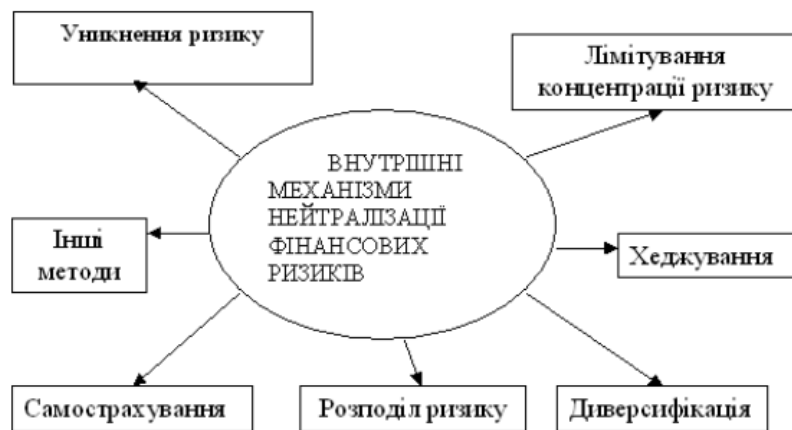 Уникнення ризику
Лімітування
концентрації ризику
ВНУТРІШНІ
МЕХАНІЗМИ
НЕЙТРАЛІЗАЦІЇ
ФІНАНСОВИХ
РИЗИКІВ
Інші
методи
Хеджування
Самострахування
Розподіл ризику
Диверсифікація